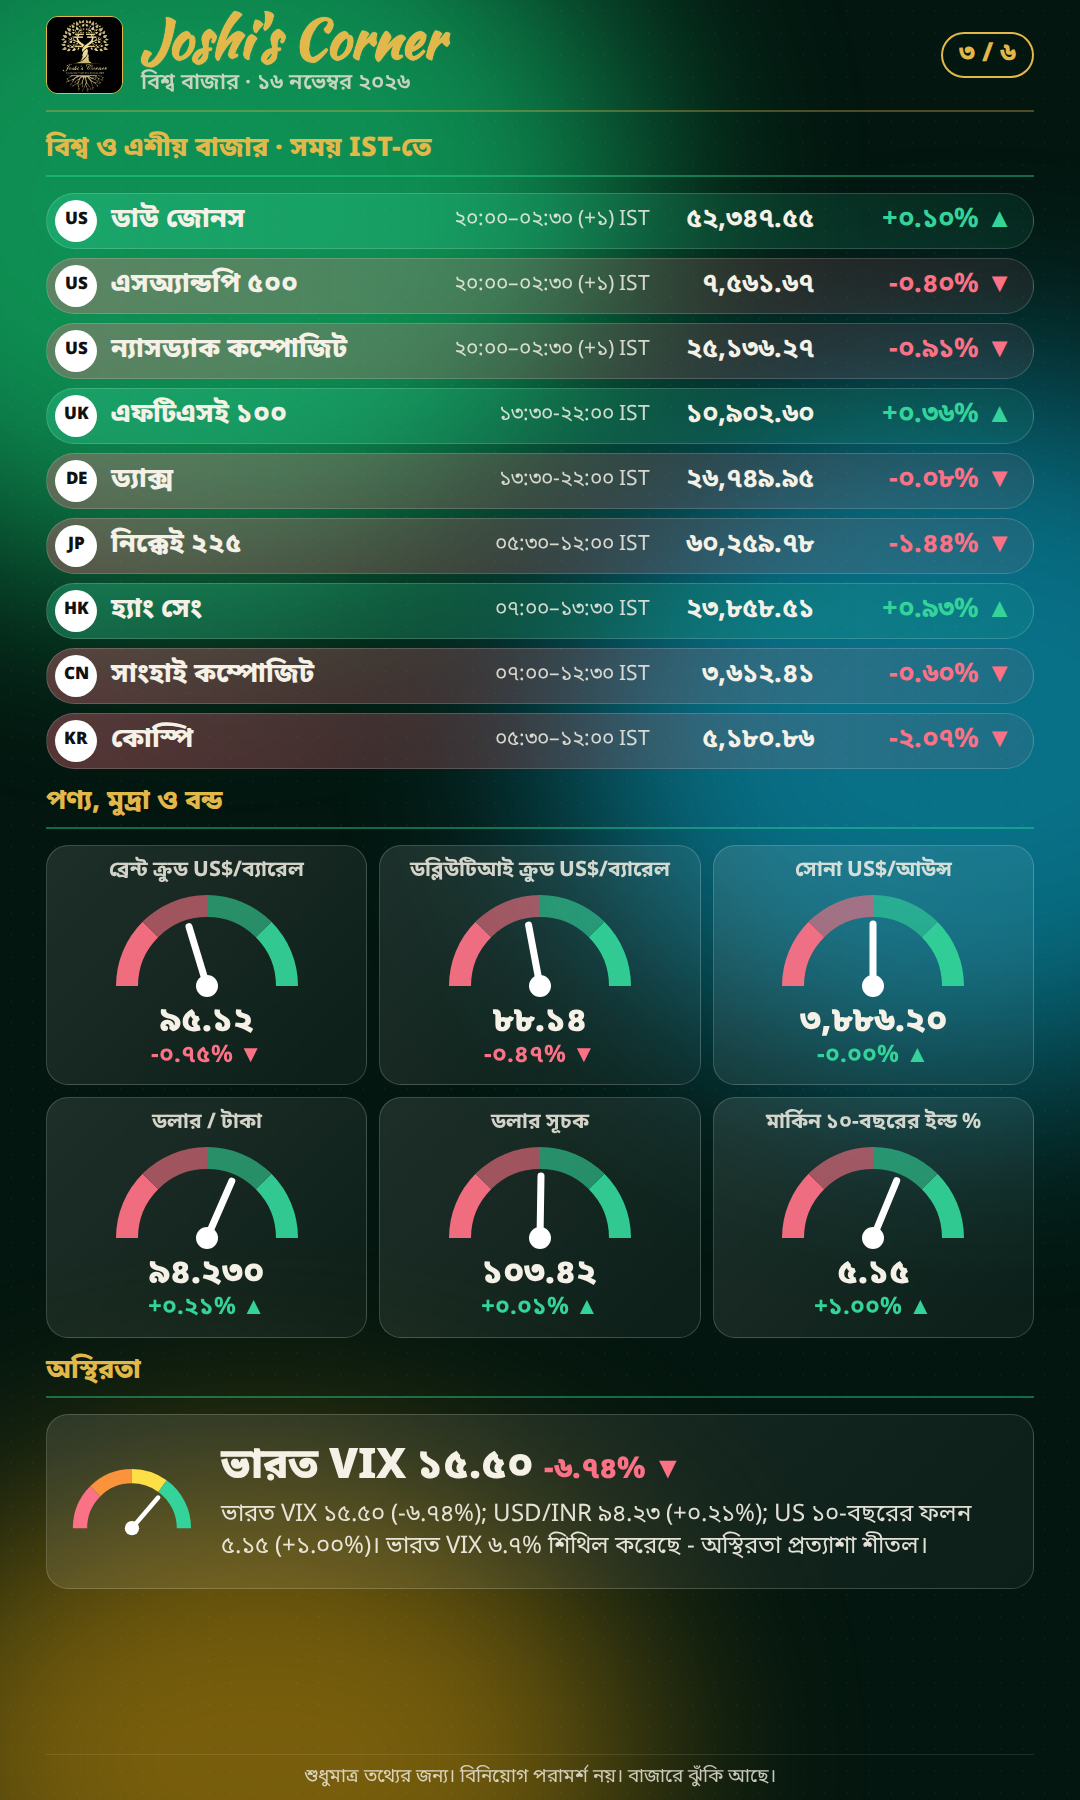 Joshi's Corner
বিশ্ব বাজার · ১৬ নভেম্বর ২০২৬
৩ / ৬
বিশ্ব ও এশীয় বাজার · সময় IST-তে
US ডাউ জোনস ২০:০০–০২:৩০ (+১) IST ৫২,৩৪৭.৫৫ +০.১০% ▲
US এসঅ্যান্ডপি ৫০০ ২০:০০–০২:৩০ (+১) IST ৭,৫৬১.৬৭ -০.৪০% ▼
US ন্যাসড্যাক কম্পোজিট ২০:০০–০২:৩০ (+১) IST ২৫,১৩৬.২৭ -০.৯১% ▼
UK এফটিএসই ১০০ ১৩:৩০-২২:০০ IST ১০,৯০২.৬০ +০.৩৬% ▲
DE ড্যাক্স ১৩:৩০-২২:০০ IST ২৬,৭৪৯.৯৫ -০.০৮% ▼
JP নিক্কেই ২২৫ ০৫:৩০–১২:০০ IST ৬০,২৫৯.৭৮ -১.৪৪% ▼
HK হ্যাং সেং ০৭:০০–১৩:৩০ IST ২৩,৮৫৮.৫১ +০.৯৩% ▲
CN সাংহাই কম্পোজিট ০৭:০০–১২:৩০ IST ৩,৬১২.৪১ -০.৬০% ▼
KR কোস্পি ০৫:৩০–১২:০০ IST ৫,১৮০.৮৬ -২.০৭% ▼
পণ্য, মুদ্রা ও বন্ড
ব্রেন্ট ক্রুড US$/ব্যারেল
৯৫.১২
-০.৭৫% ▼
ডব্লিউটিআই ক্রুড US$/ব্যারেল
৮৮.১৪
-০.৪৭% ▼
সোনা US$/আউন্স
৩,৮৮৬.২০
-০.০০% ▲
ডলার / টাকা
৯৪.২৩০
+০.২১% ▲
ডলার সূচক
১০৩.৪২
+০.০১% ▲
মার্কিন ১০-বছরের ইল্ড %
৫.১৫
+১.০০% ▲
অস্থিরতা
ভারত VIX ১৫.৫০ -৬.৭৪% ▼
ভারত VIX ১৫.৫০ (-৬.৭৪%); USD/INR ৯৪.২৩ (+০.২১%); US ১০-বছরের ফলন
৫.১৫ (+১.০০%)। ভারত VIX ৬.৭% শিথিল করেছে - অস্থিরতা প্রত্যাশা শীতল।
শুধুমাত্র তথ্যের জন্য। বিনিয়োগ পরামর্শ নয়। বাজারে ঝুঁকি আছে।